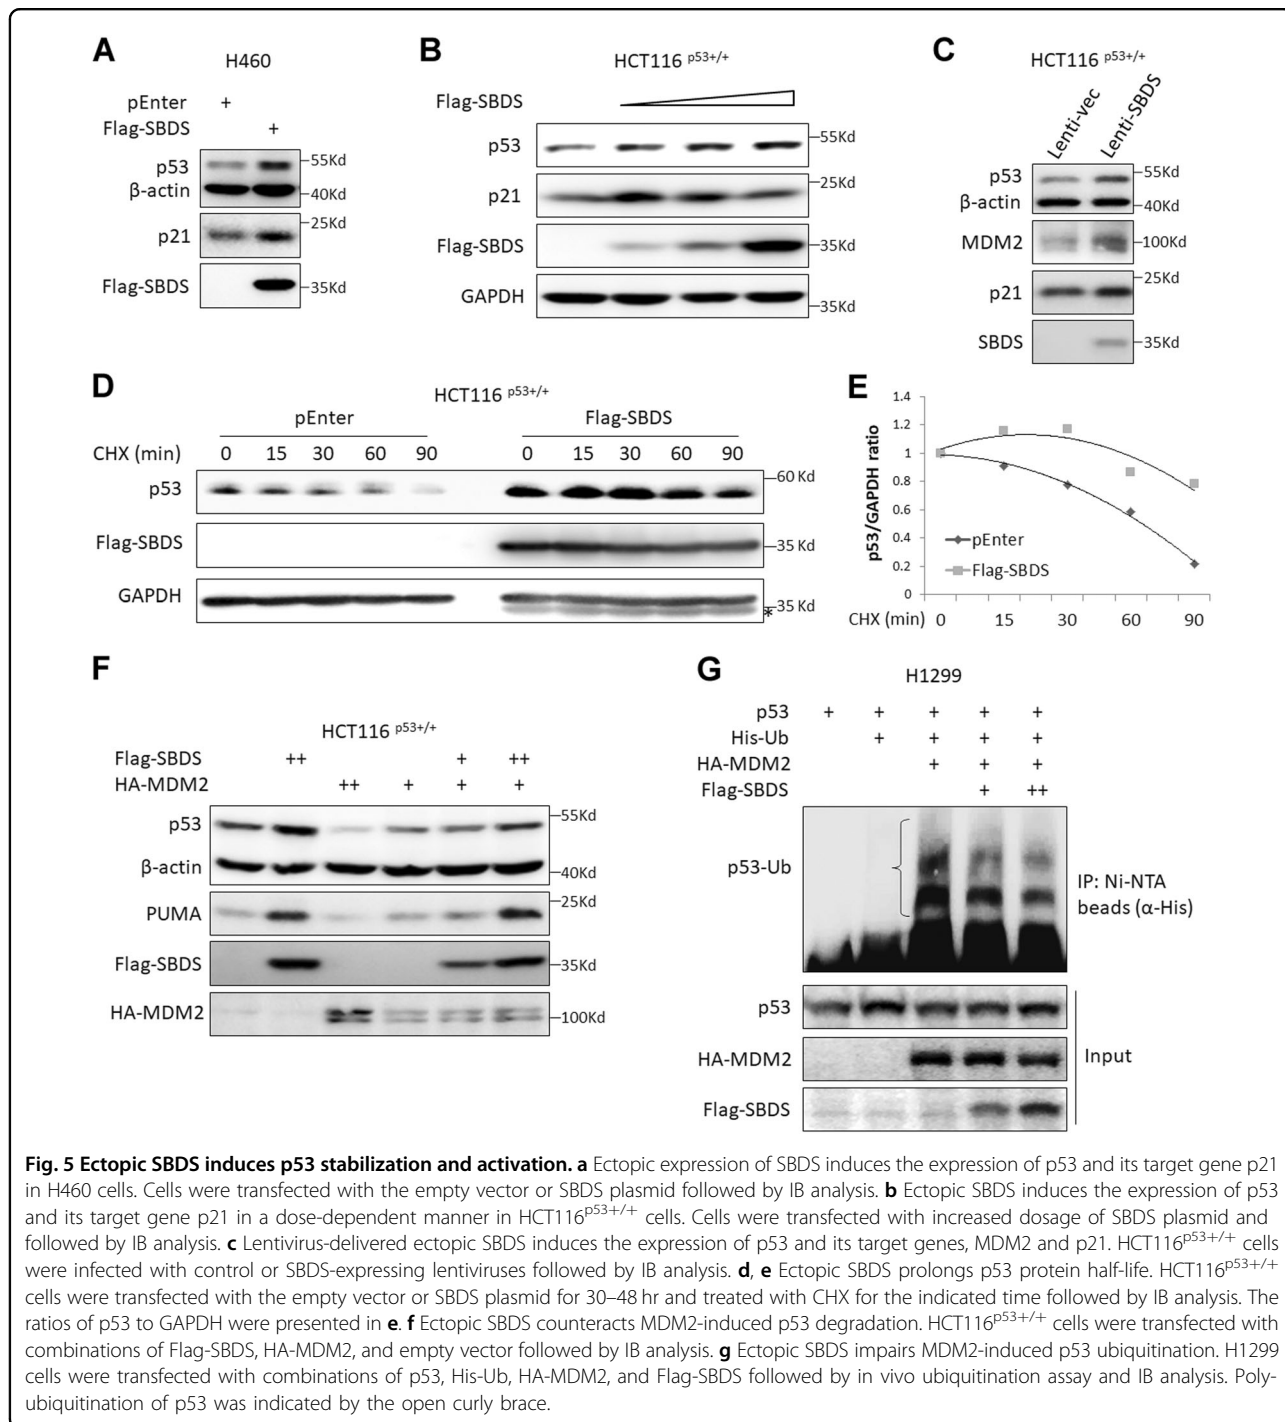 A
H460
pEnter +
Flag-SBDS +
p53
55Kd
β-actin
40Kd
25Kd
p21
Flag-SBDS
35Kd
B
HCT116 p53+/+
Flag-SBDS
p53
55Kd
p21
25Kd
Flag-SBDS
35Kd
GAPDH
35Kd
C
HCT116 p53+/+
Lenti-vec
Lenti-SBDS
p53
55Kd
β-actin
40Kd
MDM2
100Kd
25Kd
p21
SBDS
35Kd
D
HCT116 p53+/+
pEnter Flag-SBDS
CHX (min) 0 15 30 60 90 0 15 30 60 90
60 Kd
p53
Flag-SBDS
35 Kd
GAPDH
35 Kd
*
E
p53/GAPDH ratio
1.4
1.2
1
0.8
0.6
0.4
0.2
0
pEnter
Flag-SBDS
CHX (min) 0 15 30 60 90
F
HCT116 p53+/+
Flag-SBDS ++ + ++
HA-MDM2 ++ + + +
p53
55Kd
β-actin
40Kd
PUMA
25Kd
Flag-SBDS
35Kd
HA-MDM2
100Kd
G
H1299
p53 + + + + +
His-Ub + + + +
HA-MDM2 + + +
Flag-SBDS + ++
p53-Ub
IP: Ni-NTA
beads (α-His)
p53
HA-MDM2
Input
Flag-SBDS
Fig. 5 Ectopic SBDS induces p53 stabilization and activation. a Ectopic expression of SBDS induces the expression of p53 and its target gene p21
in H460 cells. Cells were transfected with the empty vector or SBDS plasmid followed by IB analysis. b Ectopic SBDS induces the expression of p53
and its target gene p21 in a dose-dependent manner in HCT116p53+/+ cells. Cells were transfected with increased dosage of SBDS plasmid and
followed by IB analysis. c Lentivirus-delivered ectopic SBDS induces the expression of p53 and its target genes, MDM2 and p21. HCT116p53+/+ cells
were infected with control or SBDS-expressing lentiviruses followed by IB analysis. d, e Ectopic SBDS prolongs p53 protein half-life. HCT116p53+/+
cells were transfected with the empty vector or SBDS plasmid for 30–48 hr and treated with CHX for the indicated time followed by IB analysis. The
ratios of p53 to GAPDH were presented in e. f Ectopic SBDS counteracts MDM2-induced p53 degradation. HCT116p53+/+ cells were transfected with
combinations of Flag-SBDS, HA-MDM2, and empty vector followed by IB analysis. g Ectopic SBDS impairs MDM2-induced p53 ubiquitination. H1299
cells were transfected with combinations of p53, His-Ub, HA-MDM2, and Flag-SBDS followed by in vivo ubiquitination assay and IB analysis. Poly-
ubiquitination of p53 was indicated by the open curly brace.